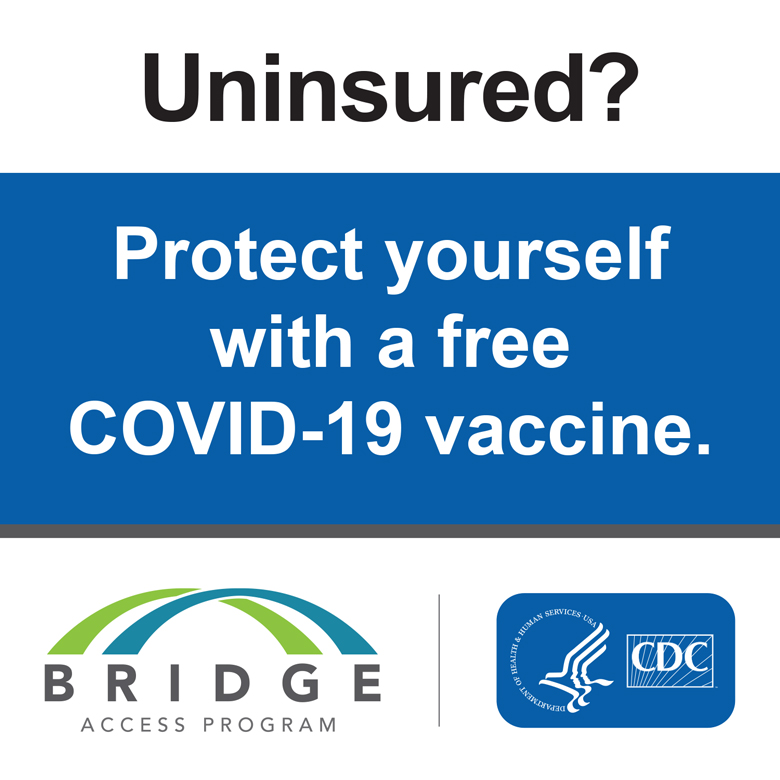 Uninsured?
Protect yourself
with a free
COVID-19 vaccine.
BRIDGE
ACCESS PROGRAM
DEPARTMENT OF HEALTH & HUMAN SERVICES·USA
CDC